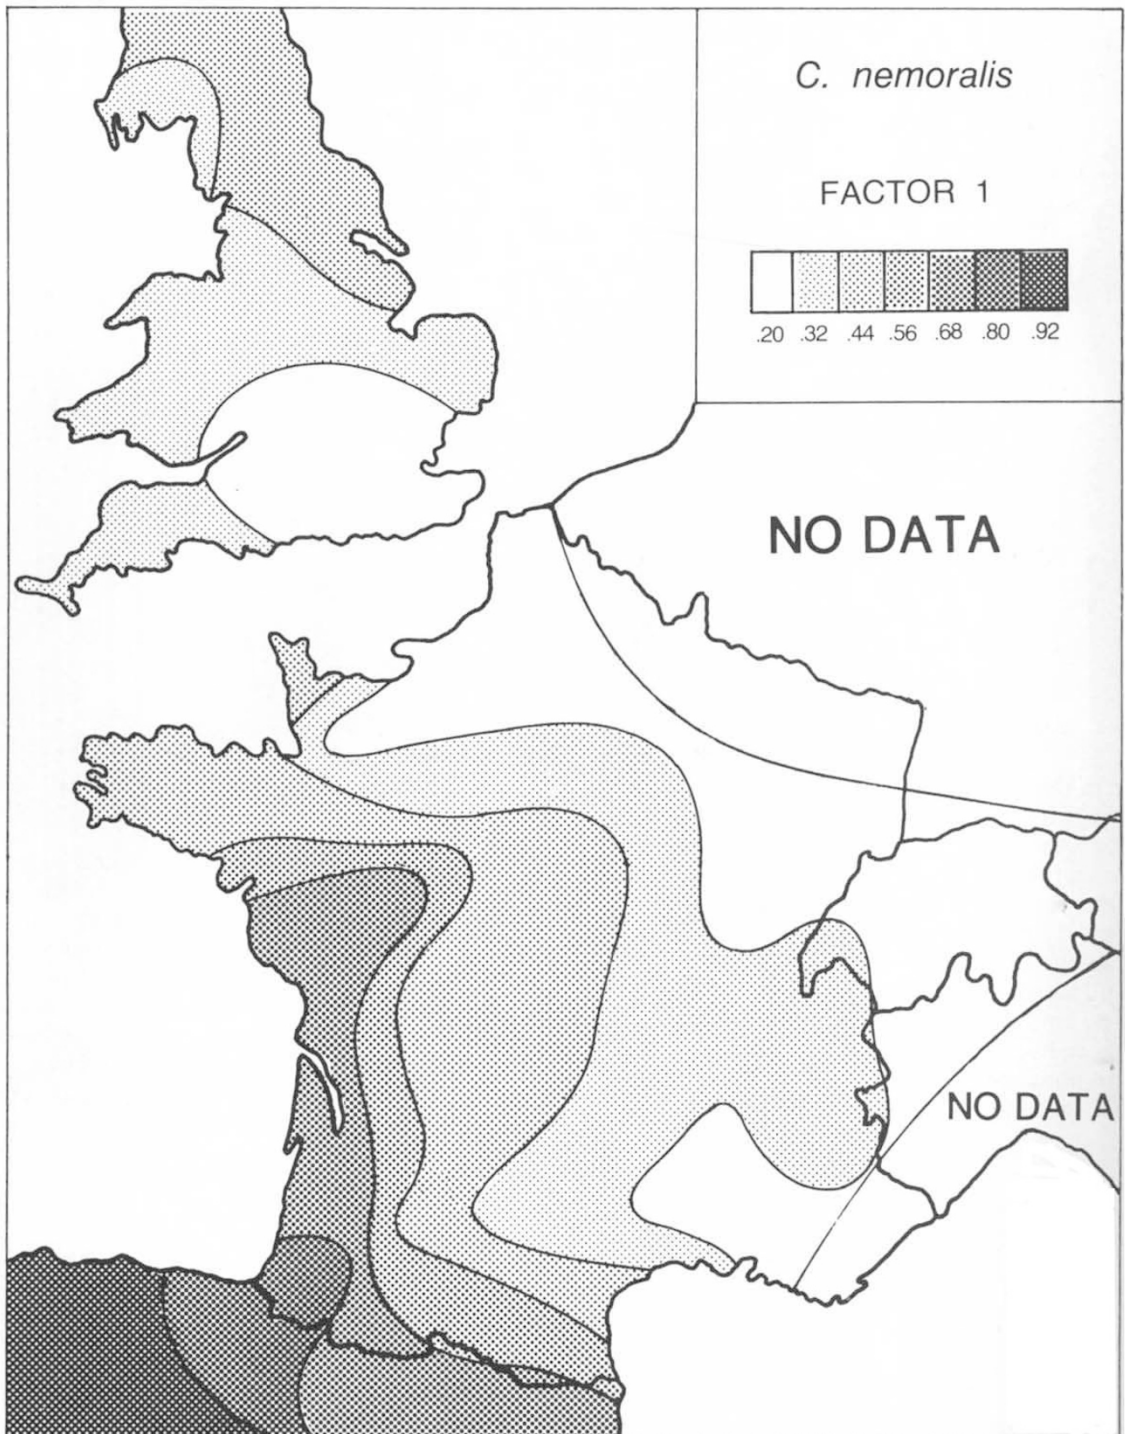 C. nemoralis
FACTOR 1
.20 .32 .44 .56 .68 .80 .92
NO DATA
NO DATA